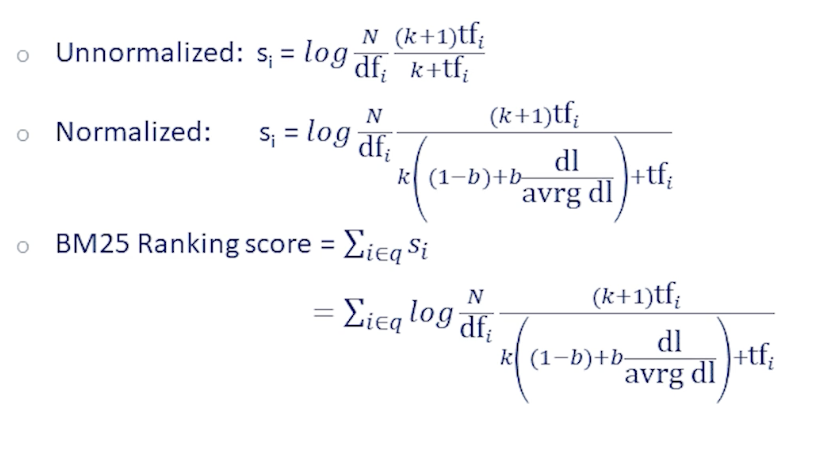 ○ Unnormalized: sᵢ = log N/dfᵢ (k+1)tfᵢ/k+tfᵢ
○ Normalized: sᵢ = log N/dfᵢ (k+1)tfᵢ/k((1−b)+b dl/avrg dl)+tfᵢ
○ BM25 Ranking score = ∑i∈q sᵢ
= ∑i∈q log N/dfᵢ (k+1)tfᵢ/k((1−b)+b dl/avrg dl)+tfᵢ